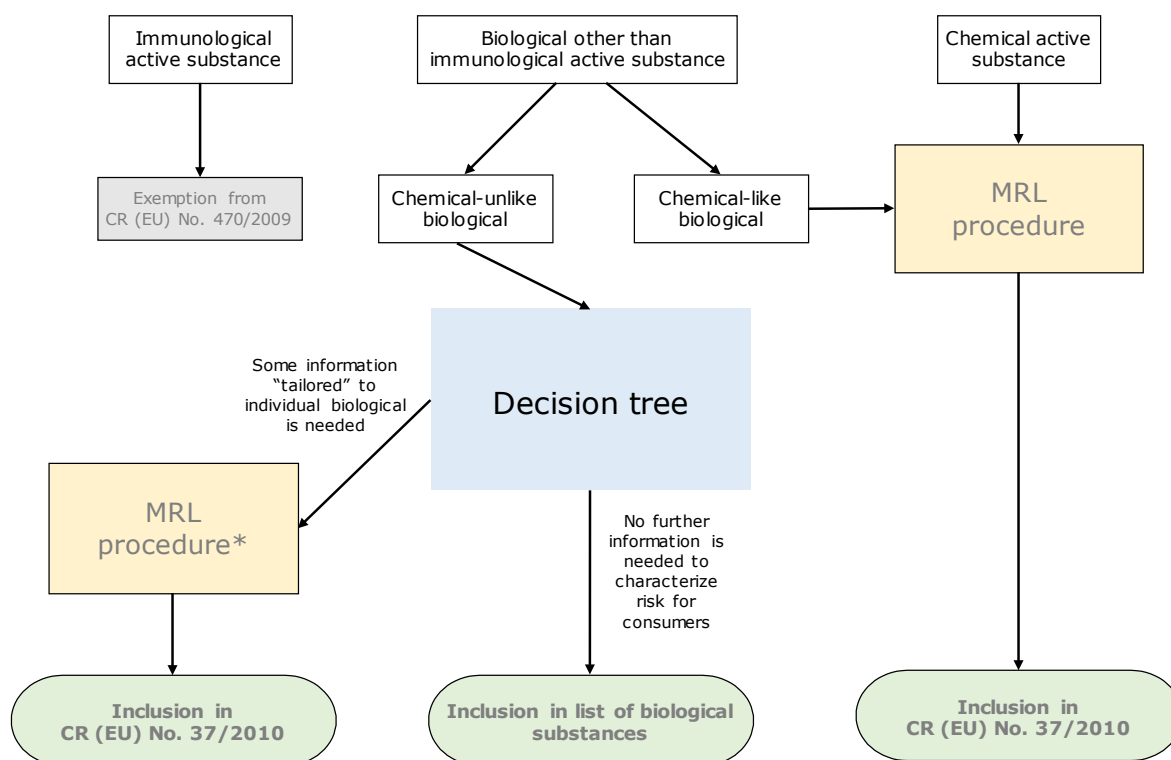 Immunological
active substance
Biological other than
immunological active substance
Chemical active
substance
Exemption from
CR (EU) No. 470/2009
Chemical-unlike
biological
Chemical-like
biological
MRL
procedure
Some information
“tailored” to
individual biological
is needed
Decision tree
MRL
procedure*
No further
information is
needed to
characterize
risk for
consumers
Inclusion in
CR (EU) No. 37/2010
Inclusion in list of biological
substances
Inclusion in
CR (EU) No. 37/2010